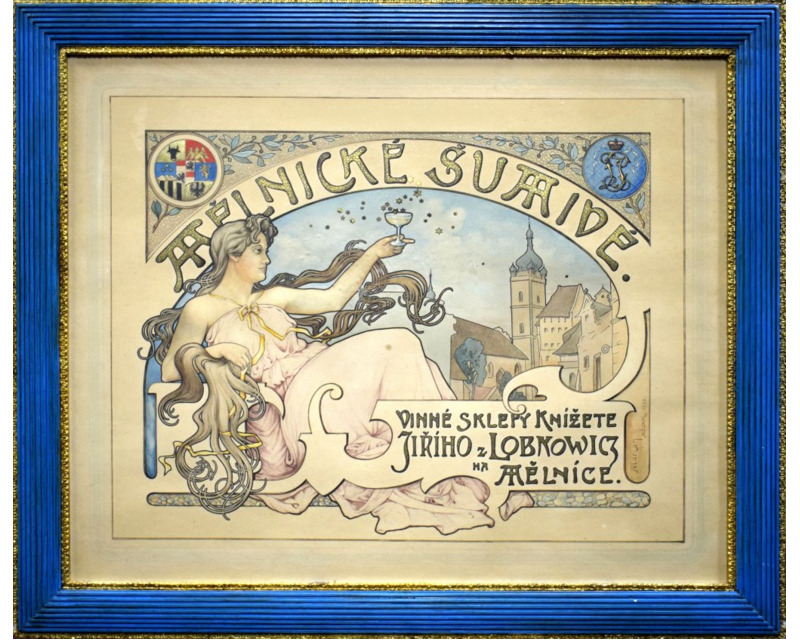 MĚLNICKÉ ŠUMIVÉ.
VINNÉ SKLEPY KNÍŽETE
JIŘÍHO z LOBKOWICZ
NA MĚLNÍCE.